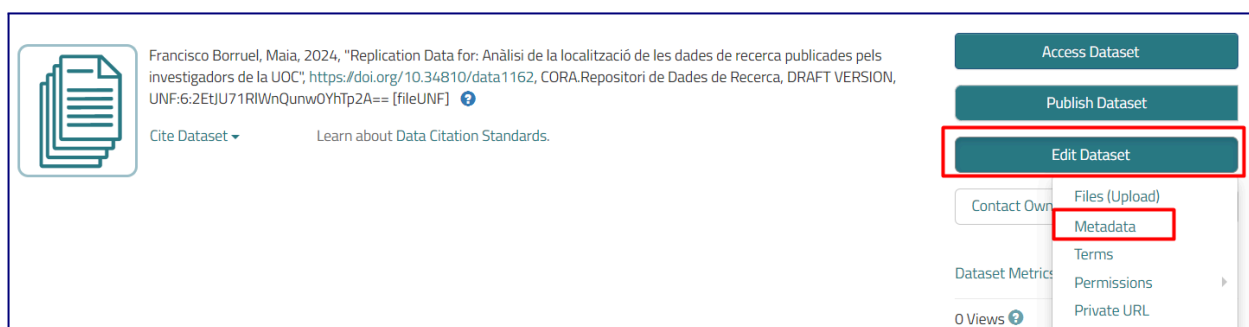 Francisco Borruel, Maia, 2024, "Replication Data for: Anàlisi de la localització de les dades de recerca publicades pels
investigadors de la UOC", https://doi.org/10.34810/data1162, CORA.Repositori de Dades de Recerca, DRAFT VERSION,
UNF:6:2EtJU71RlWnQunw0YhTp2A== [fileUNF] ?
Cite Dataset
Learn about Data Citation Standards.
Access Dataset
Publish Dataset
Edit Dataset
Contact Own
Files (Upload)
Metadata
Terms
Permissions
Private URL
Dataset Metrics
0 Views ?